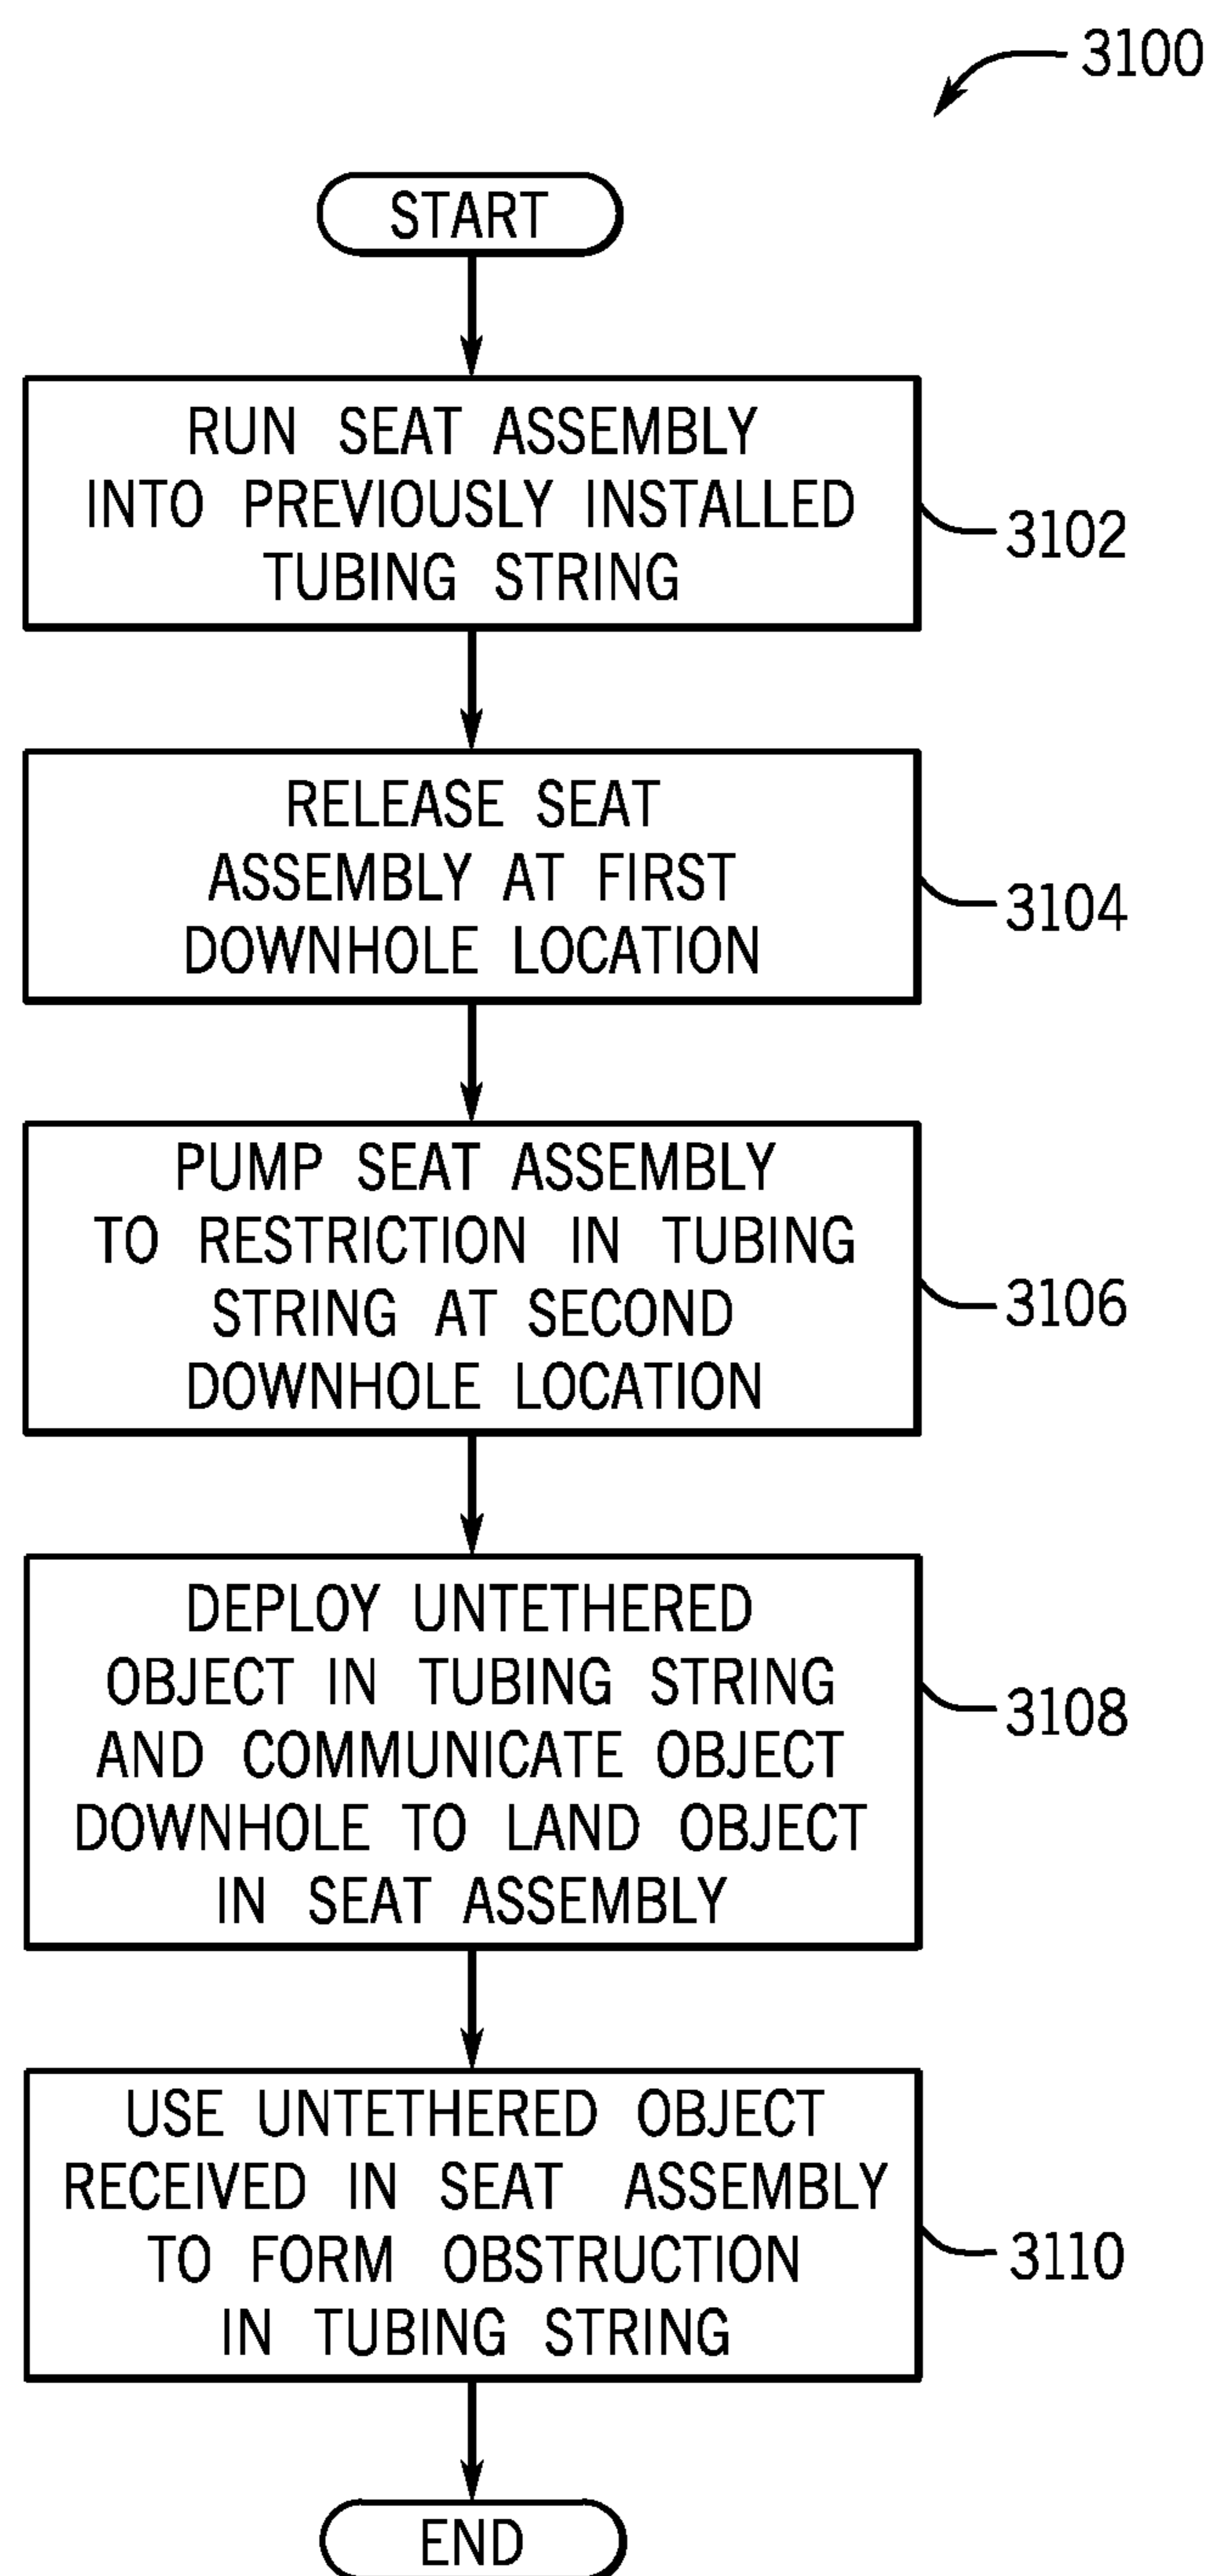 3100
START
RUN SEAT ASSEMBLY
INTO PREVIOUSLY INSTALLED
TUBING STRING
3102
RELEASE SEAT
ASSEMBLY AT FIRST
DOWNHOLE LOCATION
3104
PUMP SEAT ASSEMBLY
TO RESTRICTION IN TUBING
STRING AT SECOND
DOWNHOLE LOCATION
3106
DEPLOY UNTETHERED
OBJECT IN TUBING STRING
AND COMMUNICATE OBJECT
DOWNHOLE TO LAND OBJECT
IN SEAT ASSEMBLY
3108
USE UNTETHERED OBJECT
RECEIVED IN SEAT ASSEMBLY
TO FORM OBSTRUCTION
IN TUBING STRING
3110
END